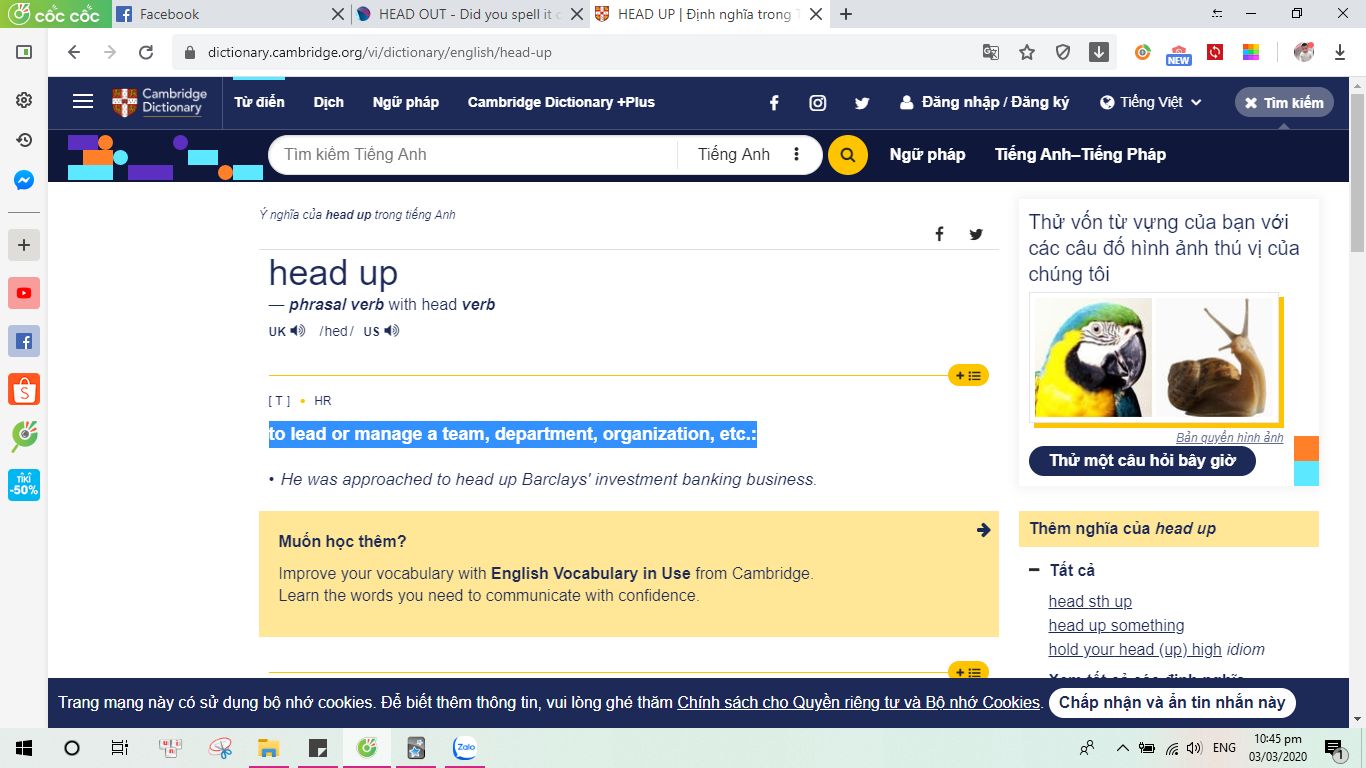 cốc cốc
Facebook
HEAD OUT - Did you spell it c
HEAD UP | Định nghĩa trong T
dictionary.cambridge.org/vi/dictionary/english/head-up
NEW
Cambridge Dictionary
Từ điển
Dịch
Ngữ pháp
Cambridge Dictionary +Plus
Đăng nhập / Đăng ký
Tiếng Việt
Tìm kiếm
Tìm kiếm Tiếng Anh
Tiếng Anh
Ngữ pháp
Tiếng Anh–Tiếng Pháp
Ý nghĩa của head up trong tiếng Anh
head up
— phrasal verb with head verb
UK /hed/ US
[ T ] • HR
to lead or manage a team, department, organization, etc.:
• He was approached to head up Barclays' investment banking business.
Muốn học thêm?
Improve your vocabulary with English Vocabulary in Use from Cambridge.
Learn the words you need to communicate with confidence.
Thử vốn từ vựng của bạn với
các câu đố hình ảnh thú vị của
chúng tôi
Bản quyền hình ảnh
Thử một câu hỏi bây giờ
Thêm nghĩa của head up
Tất cả
head sth up
head up something
hold your head (up) high idiom
Xem tất cả các định nghĩa
TIKI
-50%
Trang mạng này có sử dụng bộ nhớ cookies. Để biết thêm thông tin, vui lòng ghé thăm Chính sách cho Quyền riêng tư và Bộ nhớ Cookies.
Chấp nhận và ẩn tin nhắn này
Zalo
ENG
10:45 pm
03/03/2020
1